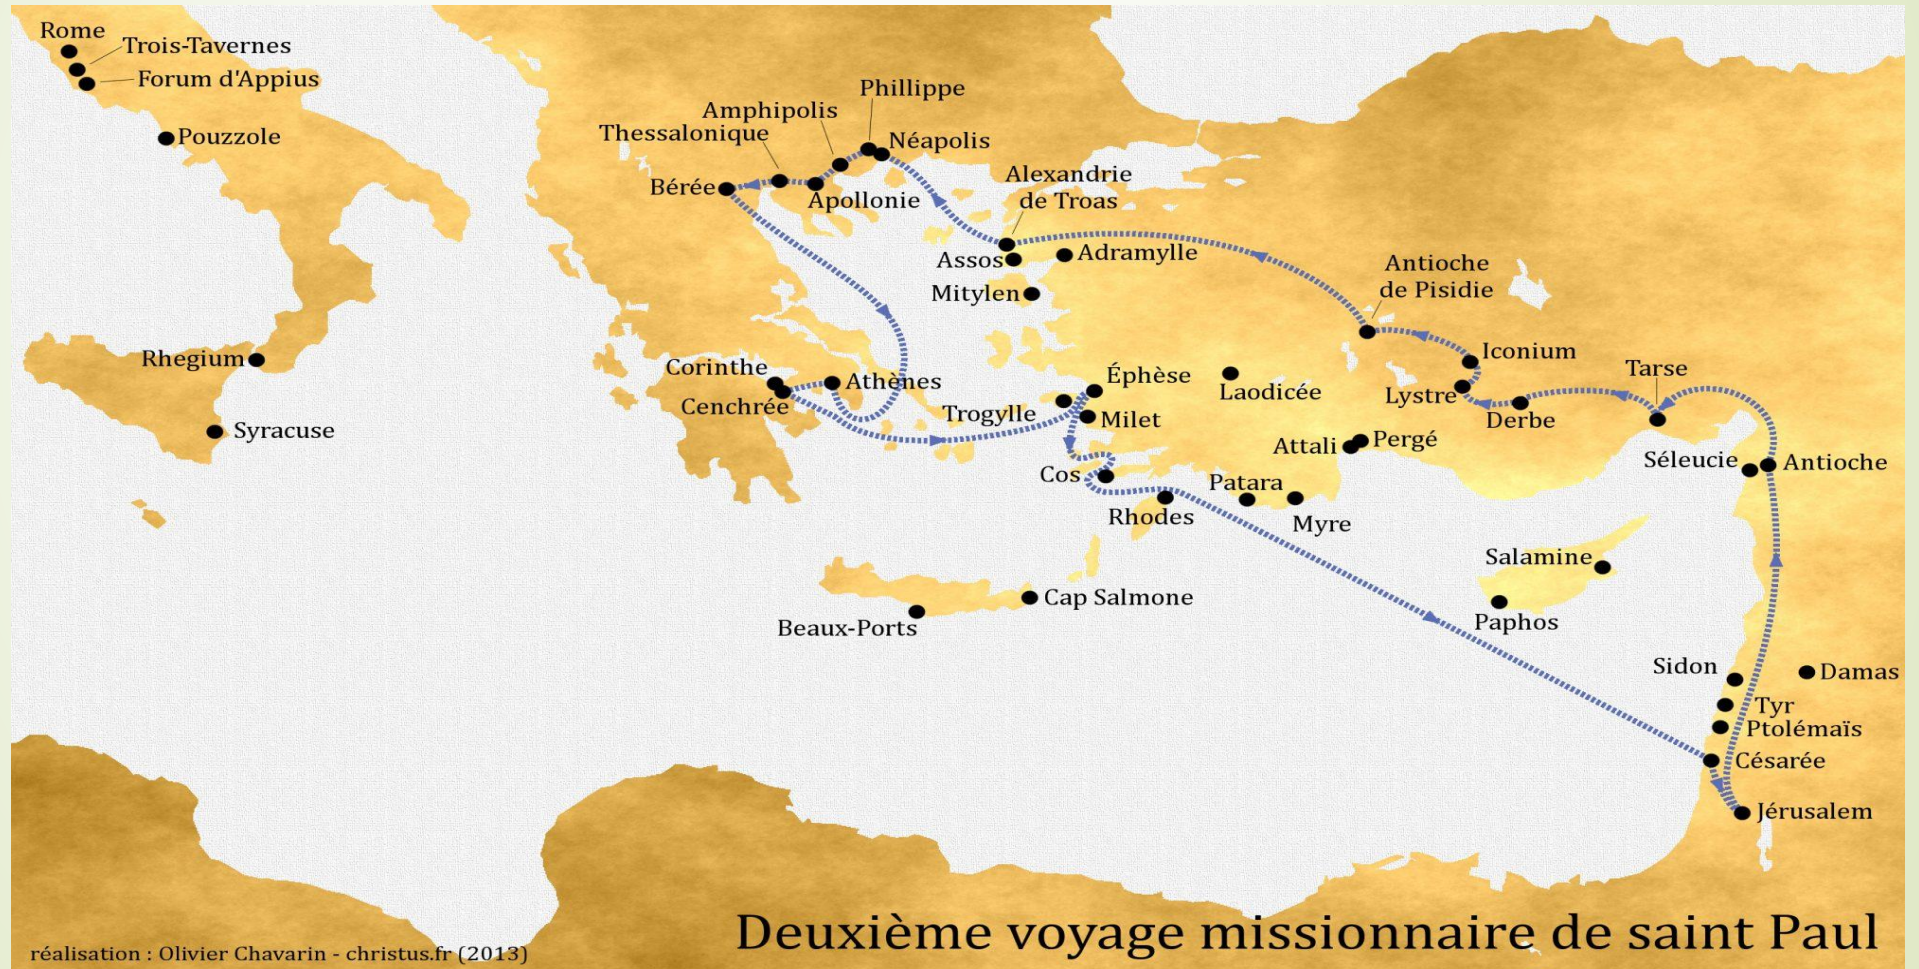 Rome
Trois-Tavernes
Forum d'Appius
Pouzzole
Phillippe
Amphipolis
Thessalonique
Néapolis
Bérée
Apollonie
Alexandrie
de Troas
Assos
Adramylle
Mitylen
Antioche
de Pisidie
Rhegium
Syracuse
Corinthe
Cenchrée
Athènes
Éphèse
Trogylle
Milet
Laodicée
Iconium
Lystre
Derbe
Tarse
Attali
Pergé
Séleucie
Antioche
Cos
Rhodes
Patara
Myre
Salamine
Paphos
Cap Salmone
Beaux-Ports
Sidon
Damas
Tyr
Ptolémaïs
Césarée
Jérusalem
Deuxième voyage missionnaire de saint Paul
réalisation : Olivier Chavarin - christus.fr (2013)